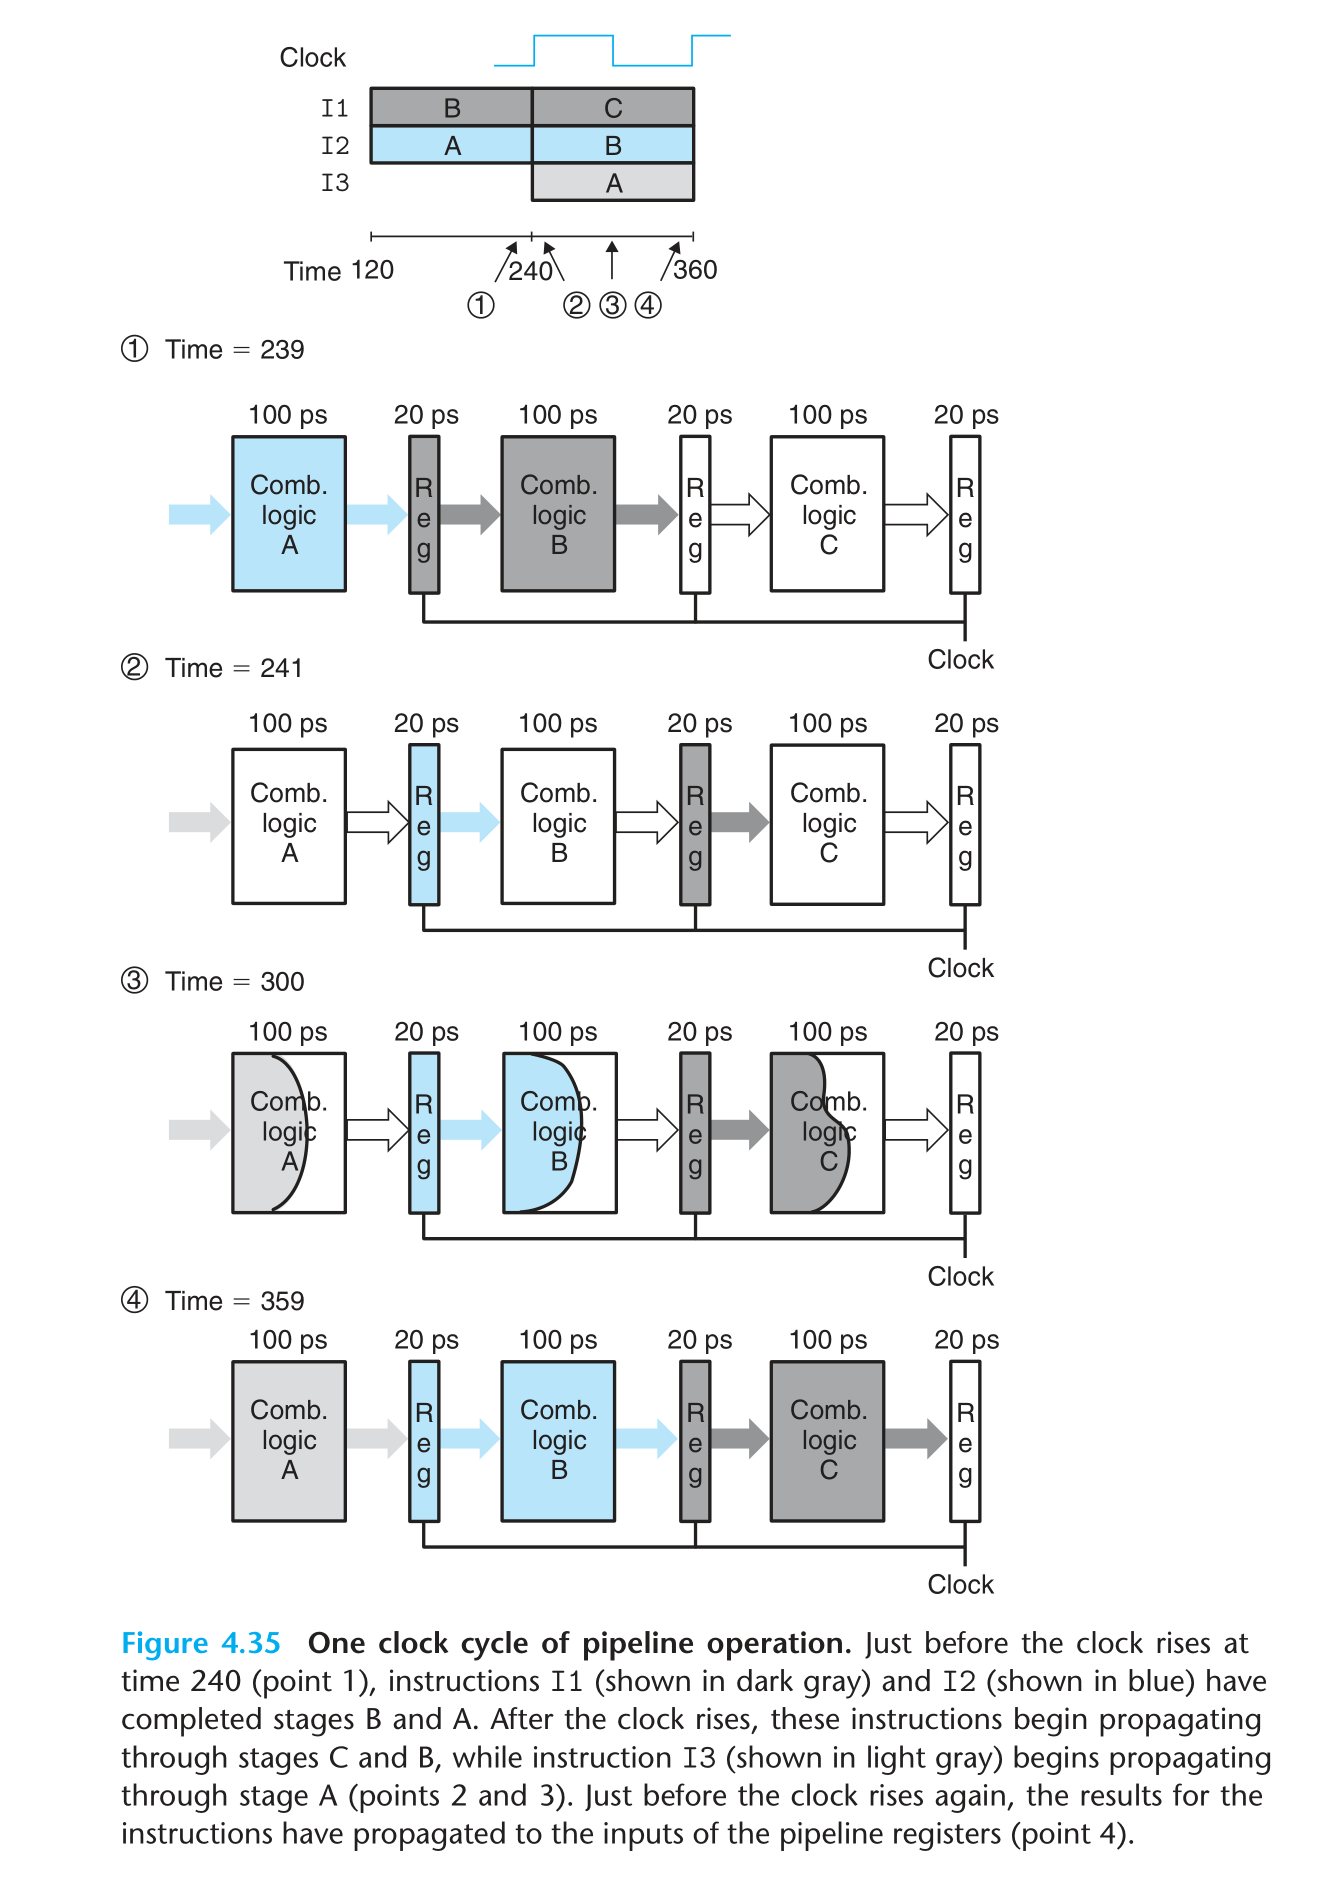 Clock
I1 B C
I2 A B
I3 A
Time 120 240 360
① ② ③ ④
① Time = 239
100 ps 20 ps 100 ps 20 ps 100 ps 20 ps
Comb. logic A Reg Comb. logic B Reg Comb. logic C Reg
Clock
② Time = 241
100 ps 20 ps 100 ps 20 ps 100 ps 20 ps
Comb. logic A Reg Comb. logic B Reg Comb. logic C Reg
Clock
③ Time = 300
100 ps 20 ps 100 ps 20 ps 100 ps 20 ps
Comb. logic A Reg Comb. logic B Reg Comb. logic C Reg
Clock
④ Time = 359
100 ps 20 ps 100 ps 20 ps 100 ps 20 ps
Comb. logic A Reg Comb. logic B Reg Comb. logic C Reg
Clock
Figure 4.35 One clock cycle of pipeline operation. Just before the clock rises at
time 240 (point 1), instructions I1 (shown in dark gray) and I2 (shown in blue) have
completed stages B and A. After the clock rises, these instructions begin propagating
through stages C and B, while instruction I3 (shown in light gray) begins propagating
through stage A (points 2 and 3). Just before the clock rises again, the results for the
instructions have propagated to the inputs of the pipeline registers (point 4).